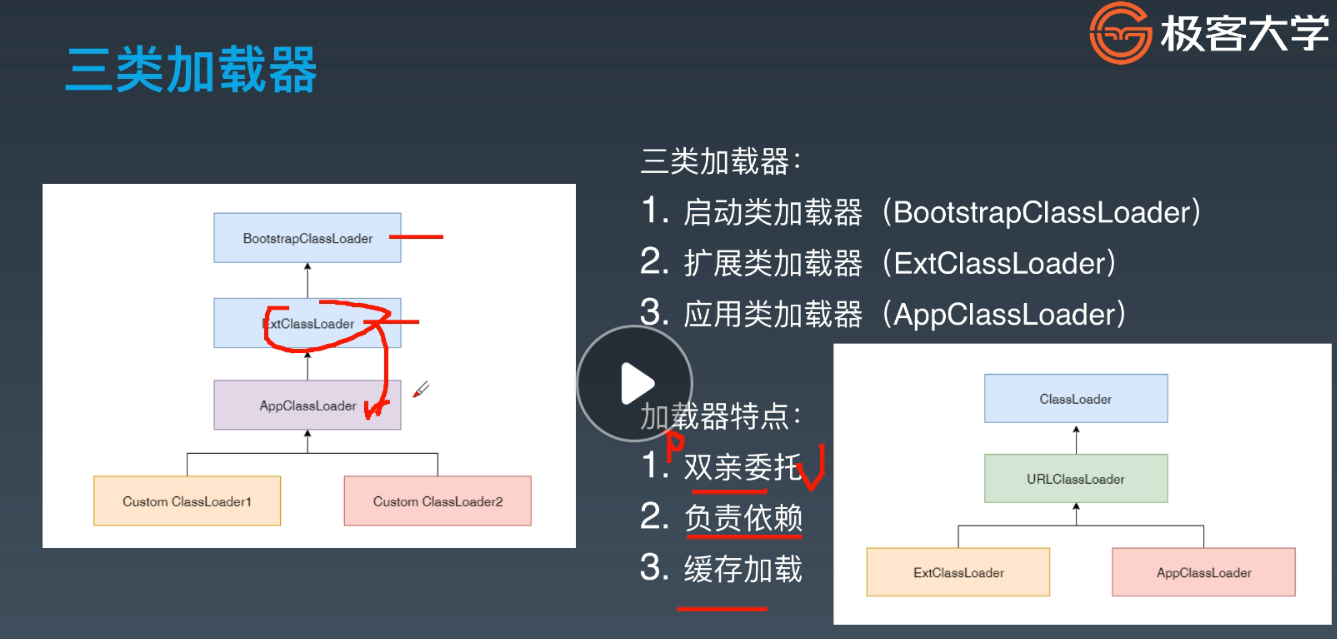 极客大学
三类加载器
三类加载器：
1. 启动类加载器（BootstrapClassLoader）
2. 扩展类加载器（ExtClassLoader）
3. 应用类加载器（AppClassLoader）
加载器特点：
1. 双亲委托
2. 负责依赖
3. 缓存加载
BootstrapClassLoader
ExtClassLoader
AppClassLoader
Custom ClassLoader1
Custom ClassLoader2
ClassLoader
URLClassLoader
ExtClassLoader
AppClassLoader